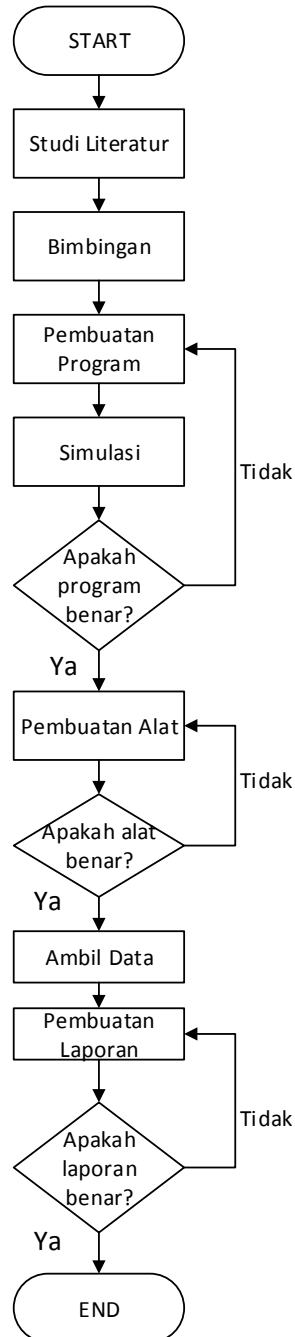 START
Studi Literatur
Bimbingan
Pembuatan
Program
Simulasi
Tidak
Apakah
program
benar?
Ya
Pembuatan Alat
Tidak
Apakah alat
benar?
Ya
Ambil Data
Pembuatan
Laporan
Tidak
Apakah
laporan
benar?
Ya
END